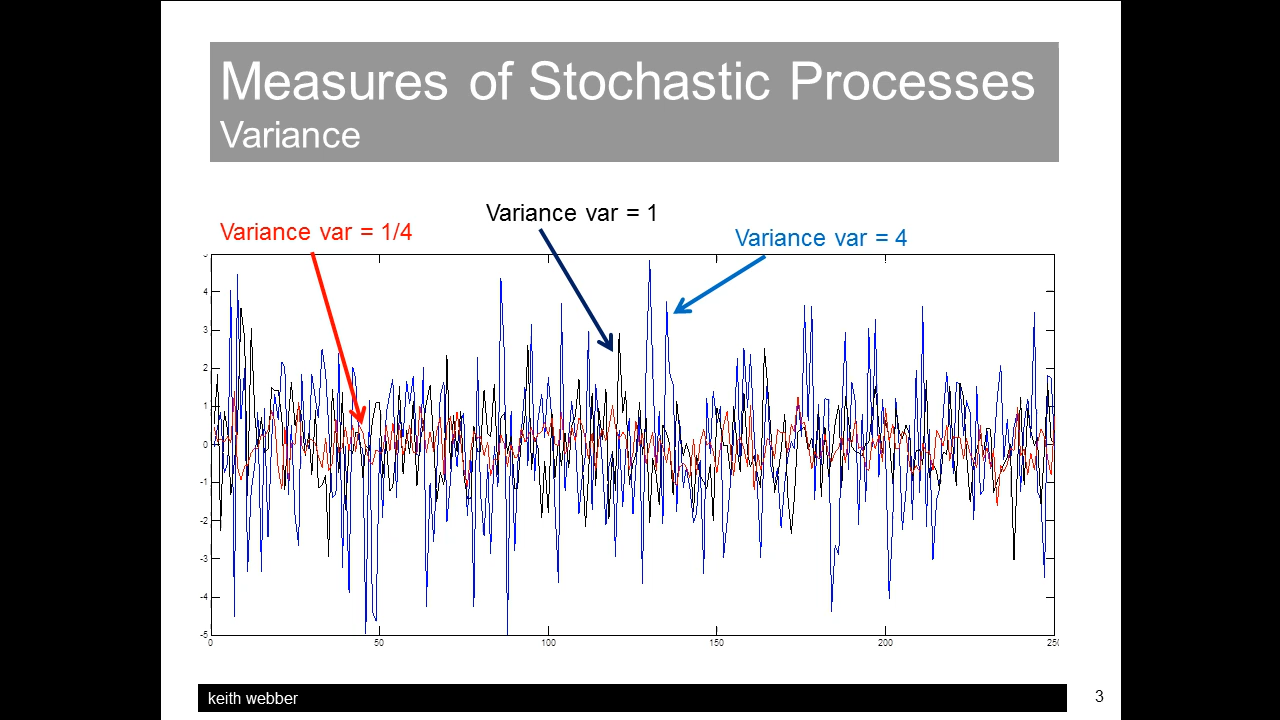 Measures of Stochastic Processes
Variance
Variance var = 1/4
Variance var = 1
Variance var = 4
4
3
2
1
0
-1
-2
-3
-4
-5
0
50
100
150
200
keith webber
3